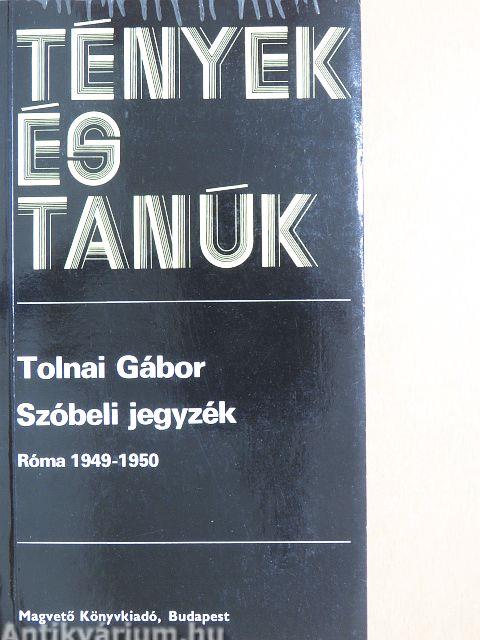 TÉNYEK
ÉS
TANÚK
Tolnai Gábor
Szóbeli jegyzék
Róma 1949-1950
Magvető Könyvkiadó, Budapest
Antikvarium.hu